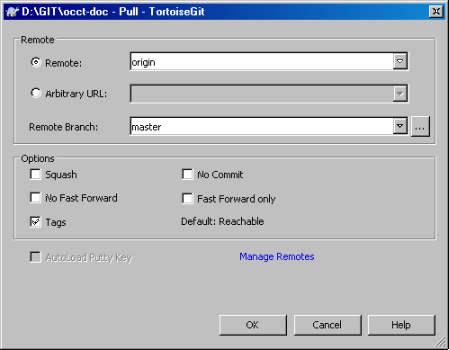 D:\GIT\occt-doc - Pull - TortoiseGit
Remote
Remote: origin
Arbitrary URL:
Remote Branch: master ...
Options
Squash No Commit
No Fast Forward Fast Forward only
Tags Default: Reachable
AutoLoad Putty Key Manage Remotes
OK Cancel Help